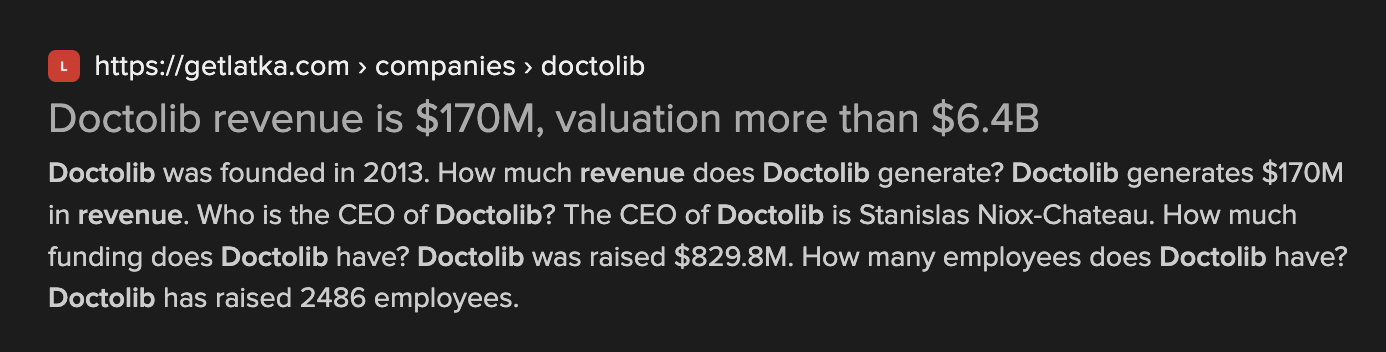 L https://getlatka.com › companies › doctolib
Doctolib revenue is $170M, valuation more than $6.4B
Doctolib was founded in 2013. How much revenue does Doctolib generate? Doctolib generates $170M
in revenue. Who is the CEO of Doctolib? The CEO of Doctolib is Stanislas Niox-Chateau. How much
funding does Doctolib have? Doctolib was raised $829.8M. How many employees does Doctolib have?
Doctolib has raised 2486 employees.